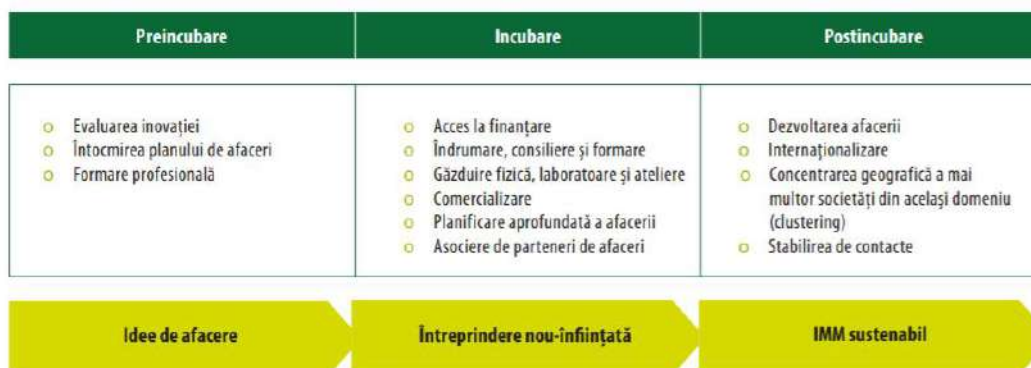 Preincubare
Incubare
Postincubare
o Evaluarea inovației
o Întocmirea planului de afaceri
o Formare profesională
o Acces la finanțare
o Îndrumare, consiliere și formare
o Găzduire fizică, laboratoare și ateliere
o Comercializare
o Planificare aprofundată a afacerii
o Asociere de parteneri de afaceri
o Dezvoltarea afacerii
o Internaționalizare
o Concentrarea geografică a mai
multor societăți din același domeniu
(clustering)
o Stabilirea de contacte
Idee de afacere
Întreprindere nou-înființată
IMM sustenabil